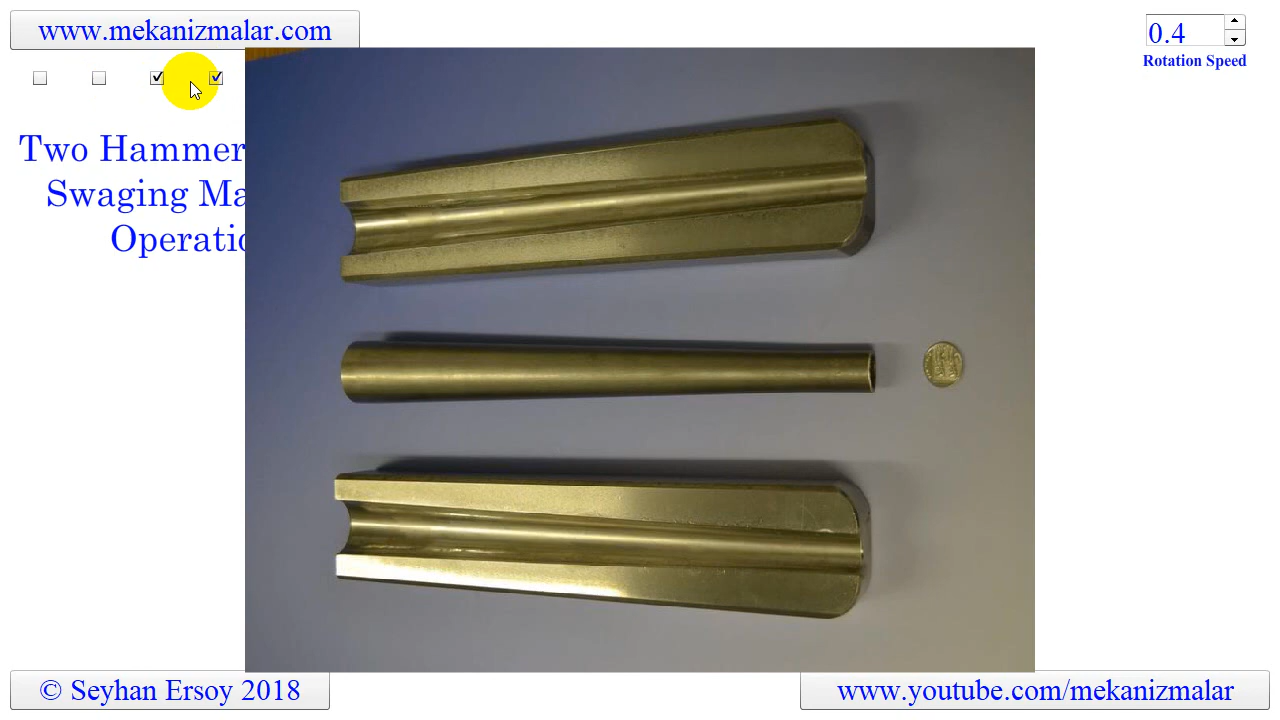 www.mekanizmalar.com
0.4
Rotation Speed
Two Hammer
Swaging Ma
Operatio
© Seyhan Ersoy 2018
www.youtube.com/mekanizmalar